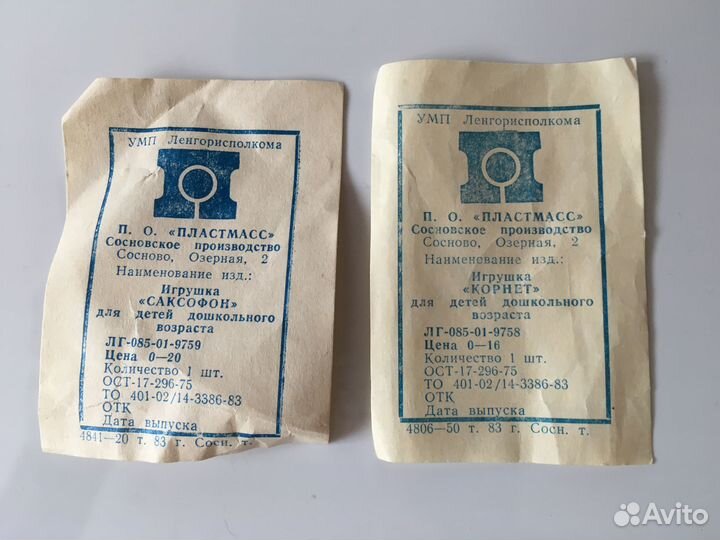 УМП Ленгорисполкома
П. О. «ПЛАСТМАСС»
Сосновское производство
Сосново, Озерная, 2
Наименование изд.:
Игрушка
«САКСОФОН»
для детей дошкольного
возраста
ЛГ-085-01-9759
Цена 0—20
Количество 1 шт.
ОСТ-17-296-75
ТО 401-02/14-3386-83
ОТК
Дата выпуска
4841—20 т. 83 г. Сосн. т.
УМП Ленгорисполкома
П. О. «ПЛАСТМАСС»
Сосновское производство
Сосново, Озерная, 2
Наименование изд.:
Игрушка
«КОРНЕТ»
для детей дошкольного
возраста
ЛГ-085-01-9758
Цена 0—16
Количество 1 шт.
ОСТ-17-296-75
ТО 401-02/14-3386-83
ОТК
Дата выпуска
4806—50 т. 83 г. Сосн. т.
Avito